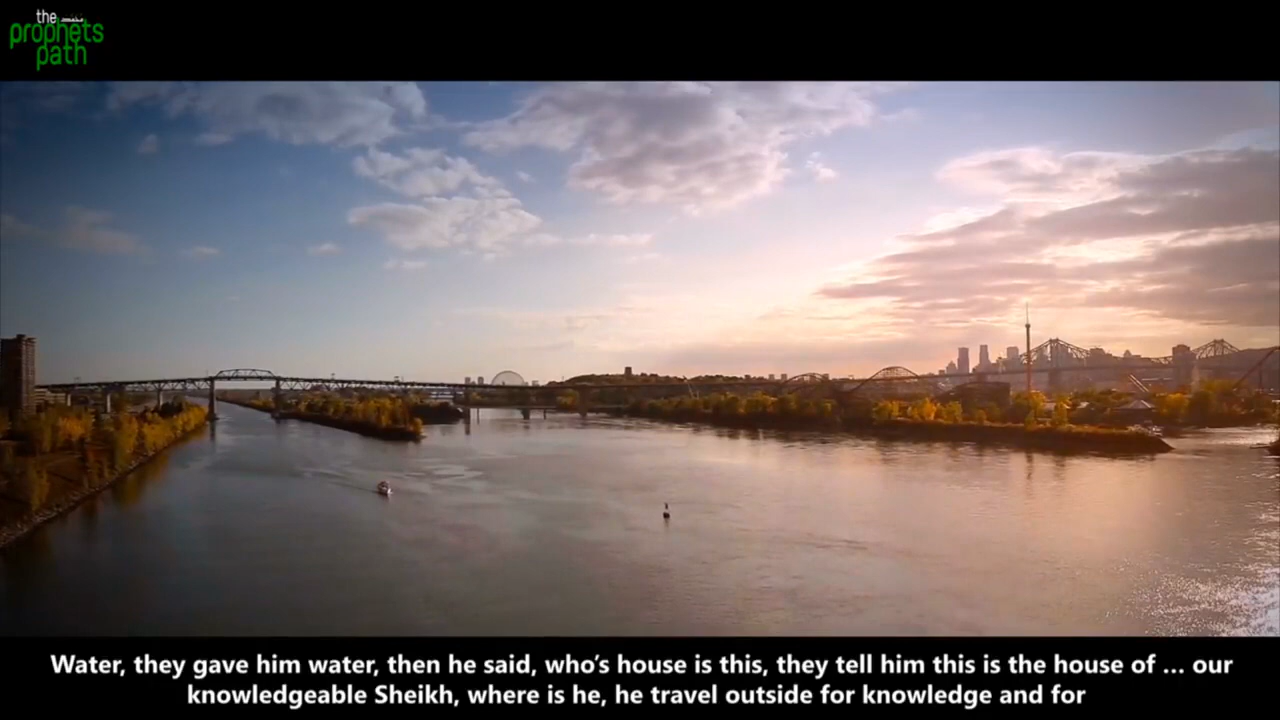 the
prophets
path
Water, they gave him water, then he said, who's house is this, they tell him this is the house of ... our
knowledgeable Sheikh, where is he, he travel outside for knowledge and for